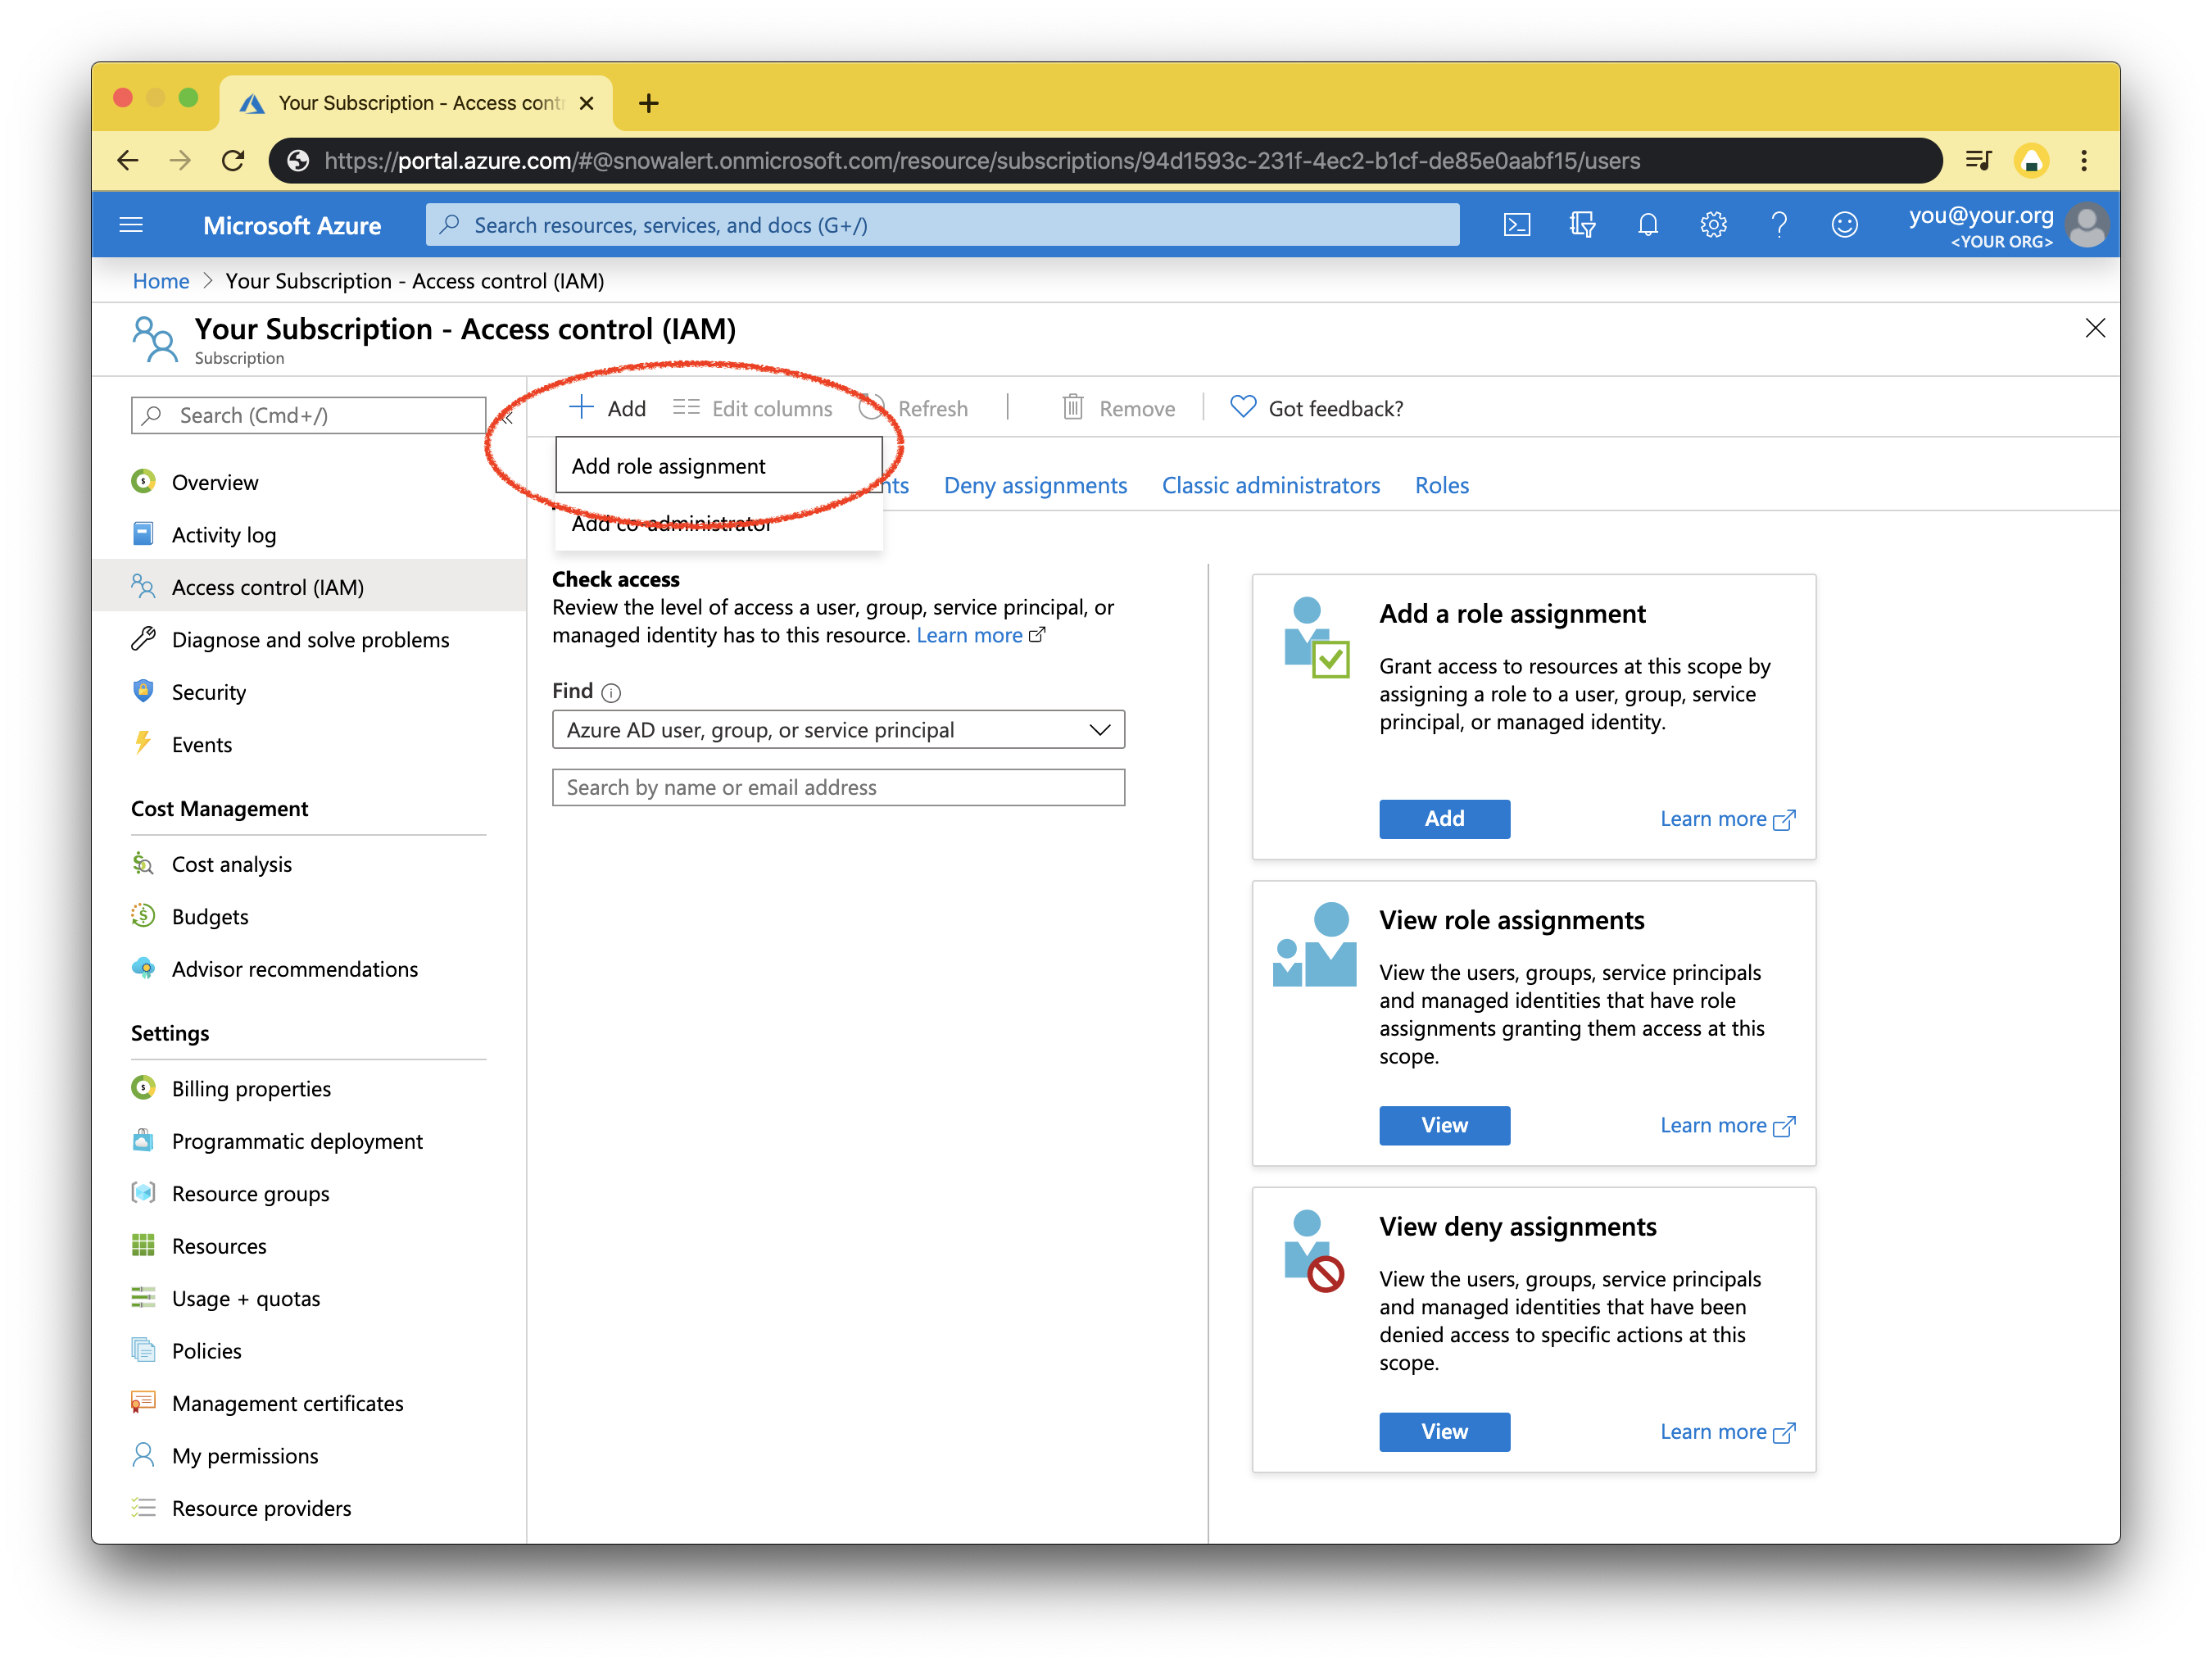 Your Subscription - Access cont
https://portal.azure.com/#@snowalert.onmicrosoft.com/resource/subscriptions/94d1593c-231f-4ec2-b1cf-de85e0aabf15/users
Microsoft Azure
Search resources, services, and docs (G+/)
you@your.org
<YOUR ORG>
Home > Your Subscription - Access control (IAM)
Your Subscription - Access control (IAM)
Subscription
Search (Cmd+/)
«
Add
Edit columns
Refresh
Remove
Got feedback?
Add role assignment
Add co-administrator
nts
Deny assignments
Classic administrators
Roles
Overview
Activity log
Access control (IAM)
Diagnose and solve problems
Security
Events
Cost Management
Cost analysis
Budgets
Advisor recommendations
Settings
Billing properties
Programmatic deployment
Resource groups
Resources
Usage + quotas
Policies
Management certificates
My permissions
Resource providers
Check access
Review the level of access a user, group, service principal, or
managed identity has to this resource. Learn more
Find
Azure AD user, group, or service principal
Search by name or email address
Add a role assignment
Grant access to resources at this scope by
assigning a role to a user, group, service
principal, or managed identity.
Add
Learn more
View role assignments
View the users, groups, service principals
and managed identities that have role
assignments granting them access at this
scope.
View
Learn more
View deny assignments
View the users, groups, service principals
and managed identities that have been
denied access to specific actions at this
scope.
View
Learn more